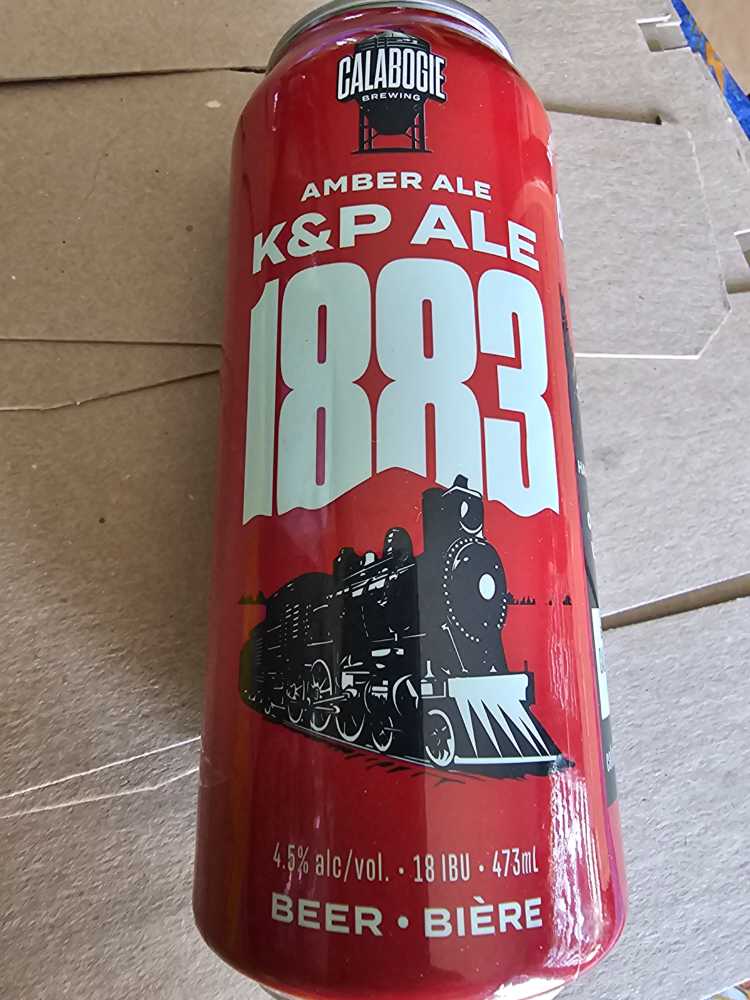 CALABOGIE
BREWING
AMBER ALE
K&P ALE
1883
4.5% alc/vol. • 18 IBU • 473mL
BEER • BIÈRE